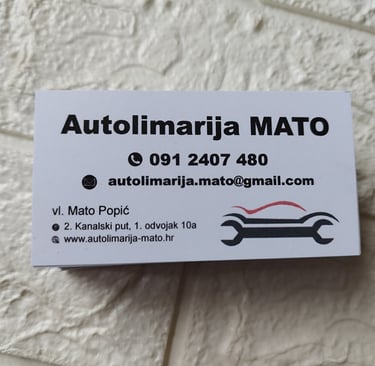 Autolimarija MATO
091 2407 480
autolimarija.mato@gmail.com
vl. Mato Popić
2. Kanalski put, 1. odvojak 10a
www.autolimarija-mato.hr